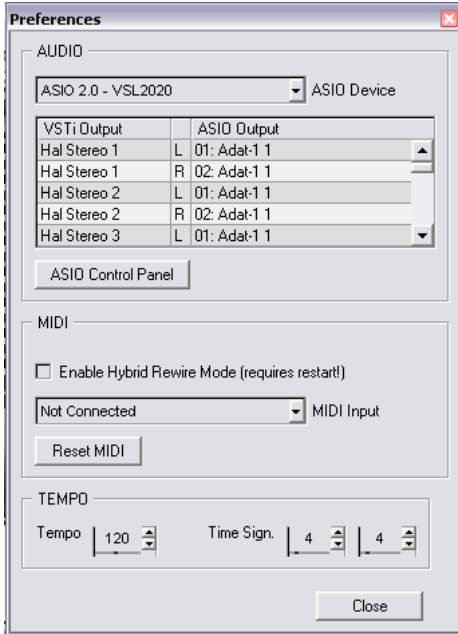 Preferences
AUDIO
ASIO 2.0 - VSL2020 ASIO Device
VSTi Output ASIO Output
Hal Stereo 1 L 01: Adat-1 1
Hal Stereo 1 R 02: Adat-1 1
Hal Stereo 2 L 01: Adat-1 1
Hal Stereo 2 R 02: Adat-1 1
Hal Stereo 3 L 01: Adat-1 1
ASIO Control Panel
MIDI
Enable Hybrid Rewire Mode (requires restart!)
Not Connected MIDI Input
Reset MIDI
TEMPO
Tempo 120 Time Sign. 4 4
Close